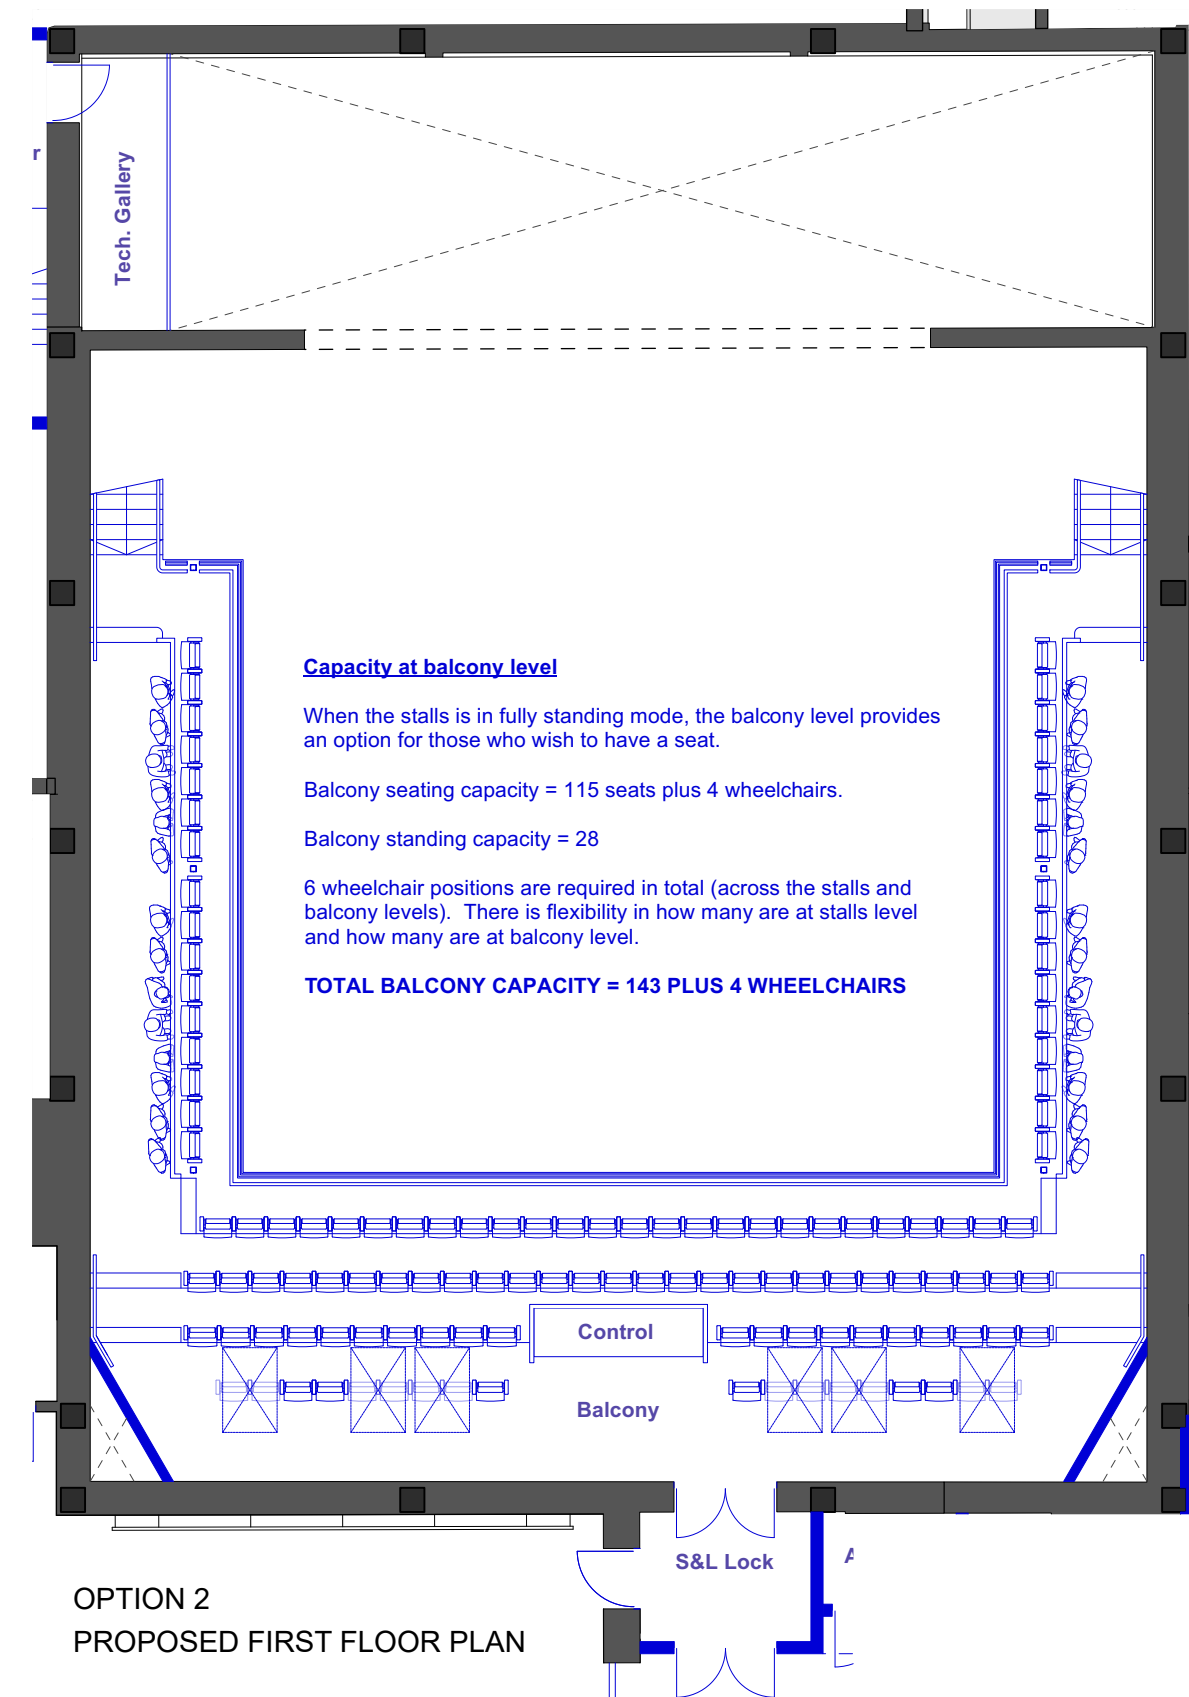 r
Tech. Gallery
Capacity at balcony level
When the stalls is in fully standing mode, the balcony level provides
an option for those who wish to have a seat.
Balcony seating capacity = 115 seats plus 4 wheelchairs.
Balcony standing capacity = 28
6 wheelchair positions are required in total (across the stalls and
balcony levels).  There is flexibility in how many are at stalls level
and how many are at balcony level.
TOTAL BALCONY CAPACITY = 143 PLUS 4 WHEELCHAIRS
Control
Balcony
S&L Lock
OPTION 2
PROPOSED FIRST FLOOR PLAN